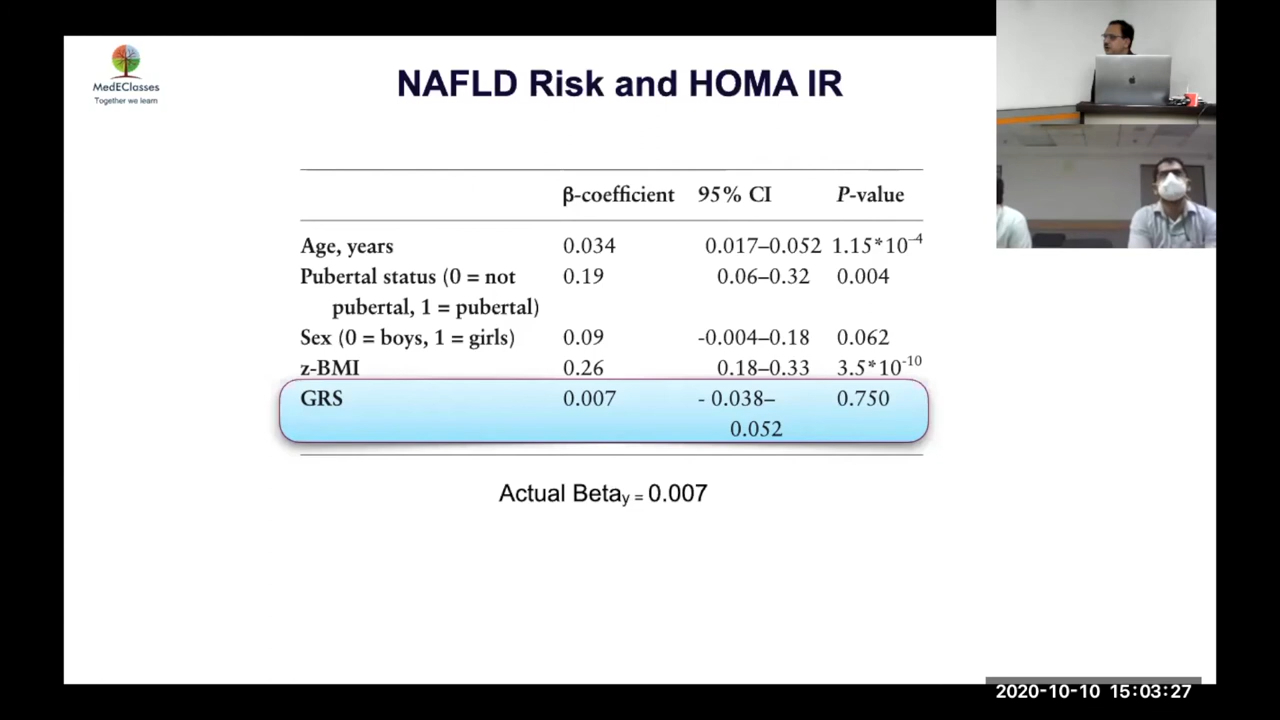 MedEClasses
Together we learn
NAFLD Risk and HOMA IR
β-coefficient 95% CI P-value
Age, years 0.034 0.017–0.052 1.15*10⁻⁴
Pubertal status (0 = not 0.19 0.06–0.32 0.004
pubertal, 1 = pubertal)
Sex (0 = boys, 1 = girls) 0.09 -0.004–0.18 0.062
z-BMI 0.26 0.18–0.33 3.5*10⁻¹⁰
GRS 0.007 - 0.038– 0.750
0.052
Actual Betaᵧ = 0.007
2020-10-10 15:03:27